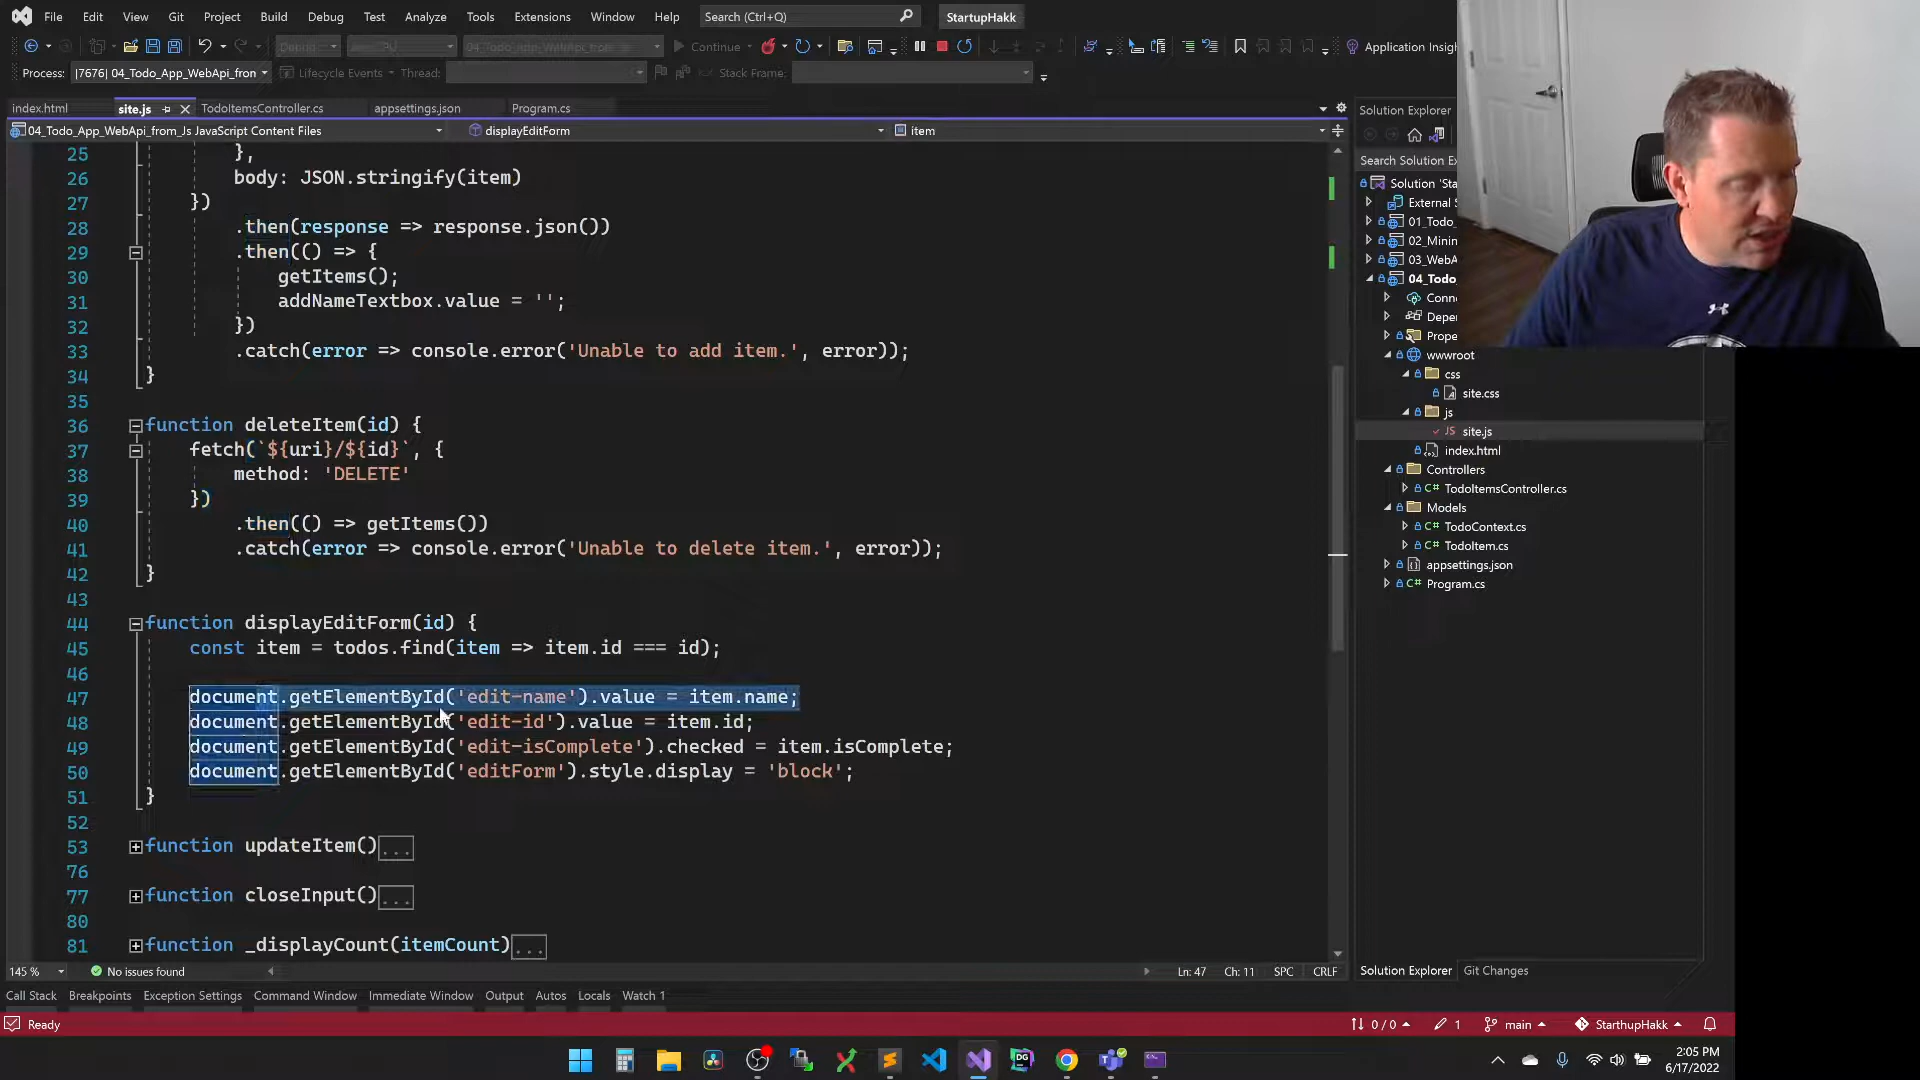 File Edit View Git Project Build Debug Test Analyze Tools Extensions Window Help Search (Ctrl+Q) StartupHakk
Continue Application Insigh
Process: [7676] 04_Todo_App_WebApi_fron Lifecycle Events Thread: Stack Frame:
index.html site.js TodoItemsController.cs appsettings.json Program.cs
04_Todo_App_WebApi_from_Js JavaScript Content Files displayEditForm item
25 },
26 body: JSON.stringify(item)
27 })
28 .then(response => response.json())
29 .then(() => {
30 getItems();
31 addNameTextbox.value = '';
32 })
33 .catch(error => console.error('Unable to add item.', error));
34 }
35
36 function deleteItem(id) {
37 fetch(`${uri}/${id}`, {
38 method: 'DELETE'
39 })
40 .then(() => getItems())
41 .catch(error => console.error('Unable to delete item.', error));
42 }
43
44 function displayEditForm(id) {
45 const item = todos.find(item => item.id === id);
46
47 document.getElementById('edit-name').value = item.name;
48 document.getElementById('edit-id').value = item.id;
49 document.getElementById('edit-isComplete').checked = item.isComplete;
50 document.getElementById('editForm').style.display = 'block';
51 }
52
53 function updateItem()...
76
77 function closeInput()...
80
81 function _displayCount(itemCount)...
145 % No issues found Ln: 47 Ch: 11 SPC CRLF
Solution Explorer
Search Solution Ex
Solution 'Sta
External S
01_Todo
02_Minin
03_WebA
04_Todo
Conne
Depen
Prope
wwwroot
css
site.css
js
JS site.js
index.html
Controllers
C# TodoItemsController.cs
Models
C# TodoContext.cs
C# TodoItem.cs
appsettings.json
C# Program.cs
Solution Explorer Git Changes
Call Stack Breakpoints Exception Settings Command Window Immediate Window Output Autos Locals Watch 1
Ready 0 / 0 1 main StarthupHakk
DG
2:05 PM
6/17/2022